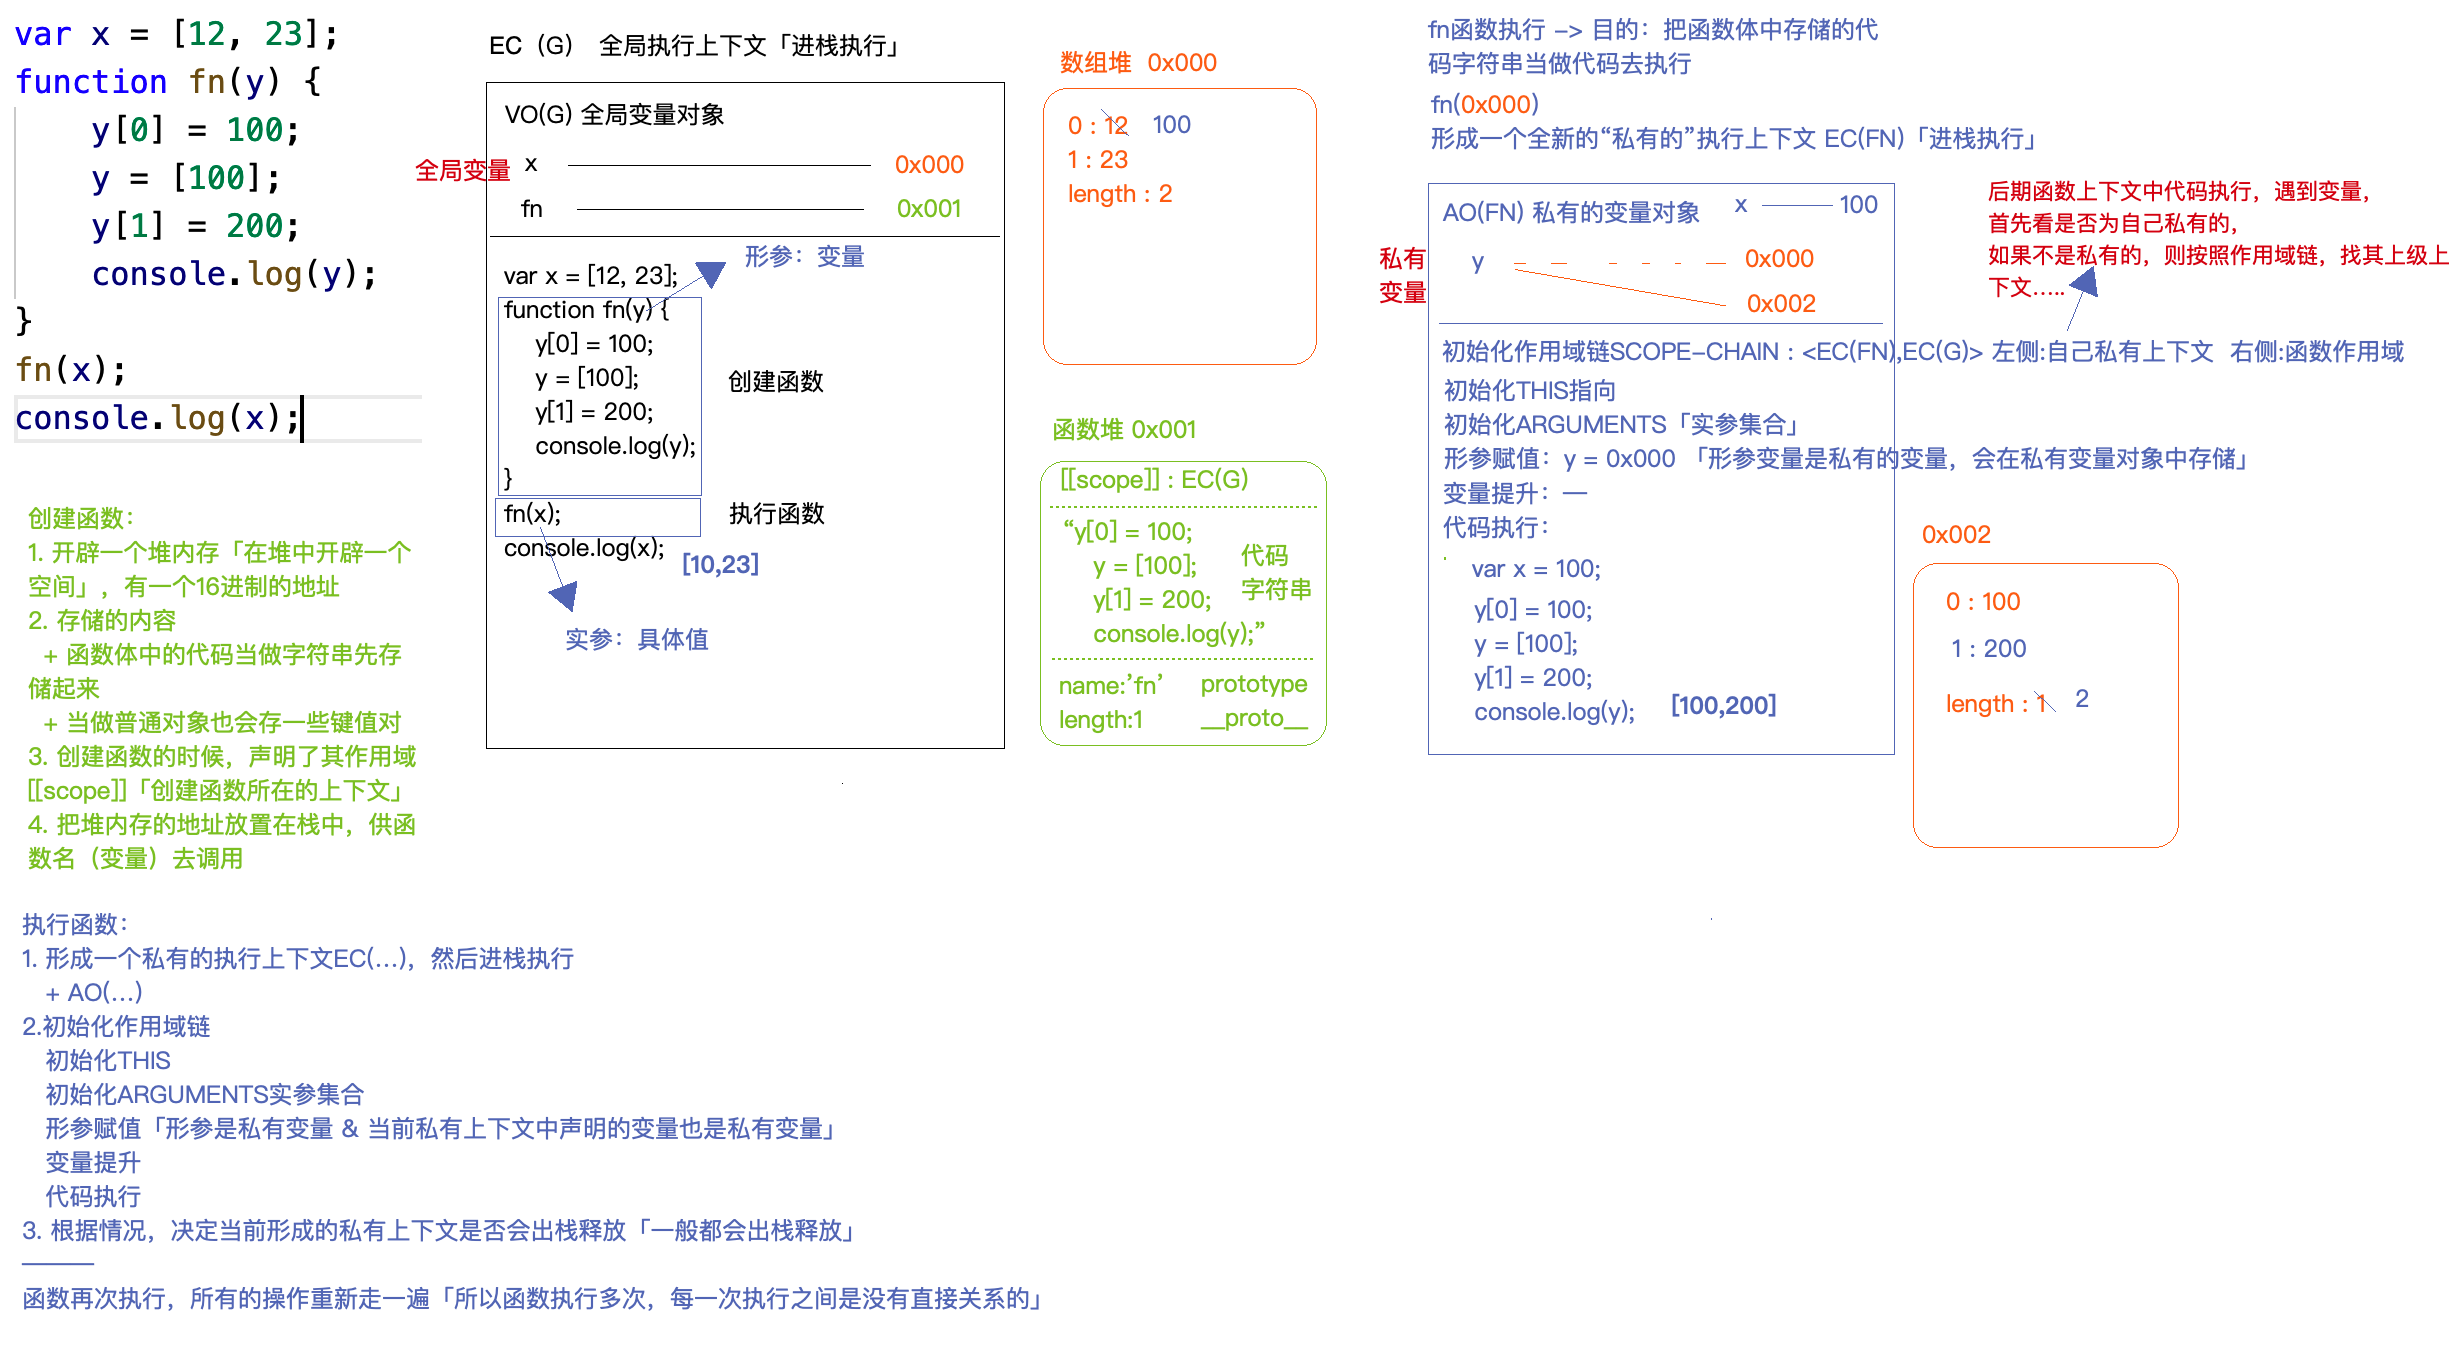 var x = [12, 23];
function fn(y) {
y[0] = 100;
y = [100];
y[1] = 200;
console.log(y);
}
fn(x);
console.log(x);
创建函数：
1. 开辟一个堆内存「在堆中开辟一个
空间」，有一个16进制的地址
2. 存储的内容
+ 函数体中的代码当做字符串先存
储起来
+ 当做普通对象也会存一些键值对
3. 创建函数的时候，声明了其作用域
[[scope]]「创建函数所在的上下文」
4. 把堆内存的地址放置在栈中，供函
数名（变量）去调用
执行函数：
1. 形成一个私有的执行上下文EC(...)，然后进栈执行
+ AO(...)
2.初始化作用域链
初始化THIS
初始化ARGUMENTS实参集合
形参赋值「形参是私有变量 & 当前私有上下文中声明的变量也是私有变量」
变量提升
代码执行
3. 根据情况，决定当前形成的私有上下文是否会出栈释放「一般都会出栈释放」
———
函数再次执行，所有的操作重新走一遍「所以函数执行多次，每一次执行之间是没有直接关系的」
EC（G） 全局执行上下文「进栈执行」
VO(G) 全局变量对象
全局变量
x 0x000
fn 0x001
形参：变量
var x = [12, 23];
function fn(y) {
y[0] = 100;
y = [100];
y[1] = 200;
console.log(y);
}
创建函数
fn(x);
执行函数
console.log(x);
[10,23]
实参：具体值
数组堆 0x000
0 : 12 100
1 : 23
length : 2
函数堆 0x001
[[scope]] : EC(G)
“y[0] = 100;
y = [100];
y[1] = 200;
console.log(y);”
代码
字符串
name:’fn’ prototype
length:1 __proto__
fn函数执行 -> 目的：把函数体中存储的代
码字符串当做代码去执行
fn(0x000)
形成一个全新的“私有的”执行上下文 EC(FN)「进栈执行」
AO(FN) 私有的变量对象 x 100
私有
变量
y 0x000
0x002
后期函数上下文中代码执行，遇到变量，
首先看是否为自己私有的，
如果不是私有的，则按照作用域链，找其上级上
下文.....
初始化作用域链SCOPE-CHAIN : <EC(FN),EC(G)> 左侧:自己私有上下文 右侧:函数作用域
初始化THIS指向
初始化ARGUMENTS「实参集合」
形参赋值：y = 0x000 「形参变量是私有的变量，会在私有变量对象中存储」
变量提升：—
代码执行：
var x = 100;
y[0] = 100;
y = [100];
y[1] = 200;
console.log(y);
[100,200]
0x002
0 : 100
1 : 200
length : 1 2